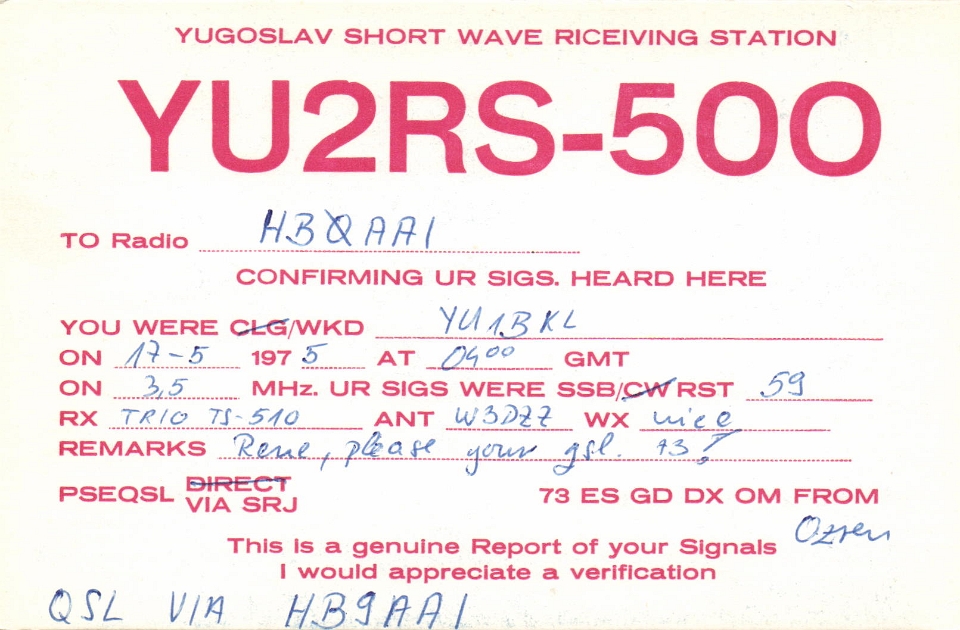 YUGOSLAV SHORT WAVE RICEIVING STATION
YU2RS-500
TO Radio HBØAAI
CONFIRMING UR SIGS. HEARD HERE
YOU WERE CLG/WKD YU1BKL
ON 17-5 1975 AT 0400 GMT
ON 3,5 MHz. UR SIGS WERE SSB/CW RST 59
RX TRIO TS-510 ANT W3DZZ WX nice
REMARKS Rene, please your qsl. 73!
PSEQSL DIRECT
VIA SRJ
73 ES GD DX OM FROM
Ozren
This is a genuine Report of your Signals
I would appreciate a verification
QSL VIA HB9AAI